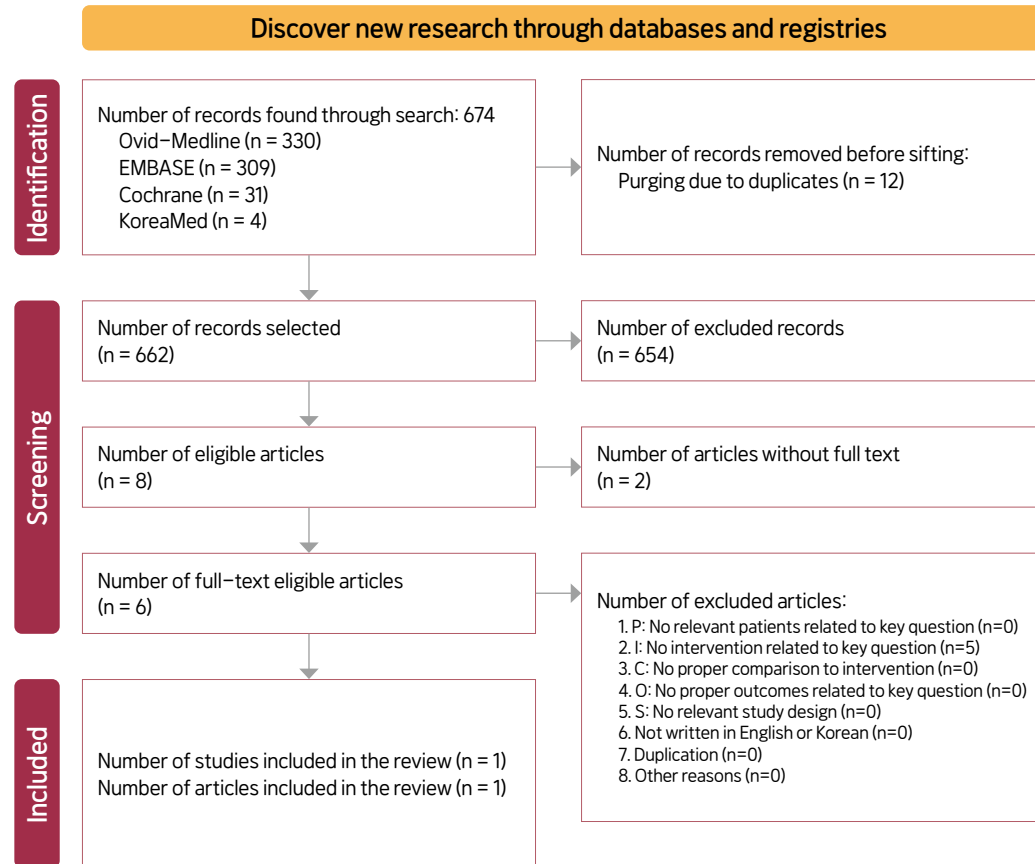 Discover new research through databases and registries
Identification
Number of records found through search: 674
Ovid-Medline (n = 330)
EMBASE (n = 309)
Cochrane (n = 31)
KoreaMed (n = 4)
Number of records removed before sifting:
Purging due to duplicates (n = 12)
Screening
Number of records selected
(n = 662)
Number of excluded records
(n = 654)
Number of eligible articles
(n = 8)
Number of articles without full text
(n = 2)
Number of full-text eligible articles
(n = 6)
Number of excluded articles:
1. P: No relevant patients related to key question (n=0)
2. I: No intervention related to key question (n=5)
3. C: No proper comparison to intervention (n=0)
4. O: No proper outcomes related to key question (n=0)
5. S: No relevant study design (n=0)
6. Not written in English or Korean (n=0)
7. Duplication (n=0)
8. Other reasons (n=0)
Included
Number of studies included in the review (n = 1)
Number of articles included in the review (n = 1)